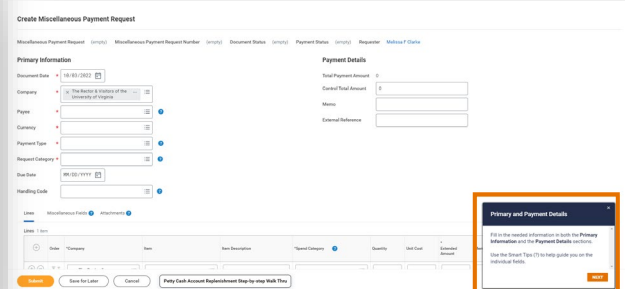 Create Miscellaneous Payment Request
Miscellaneous Payment Request (empty) Miscellaneous Payment Request Number (empty) Document Status (empty) Payment Status (empty) Requester Melissa P Clarke
Primary Information
Payment Details
Document Date * 10/05/2022
Total Payment Amount 0
Company * × The Rector & Visitors of the University of Virginia ...
Control Total Amount 0
Memo
Payee *
External Reference
Currency *
Payment Type *
Request Category *
Due Date MM/DD/YYYY
Handling Code
Lines Miscellaneous Fields Attachments
Lines 1 item
Order *Company Item Item Description *Spend Category Quantity Unit Cost * Extended Amount
Submit Save for Later Cancel Petty Cash Account Replenishment Step-by-step Walk Thru
Primary and Payment Details ×
Fill in the needed information in both the Primary
Information and the Payment Details sections.
Use the Smart Tips (?) to help guide you on the
individual fields.
NEXT